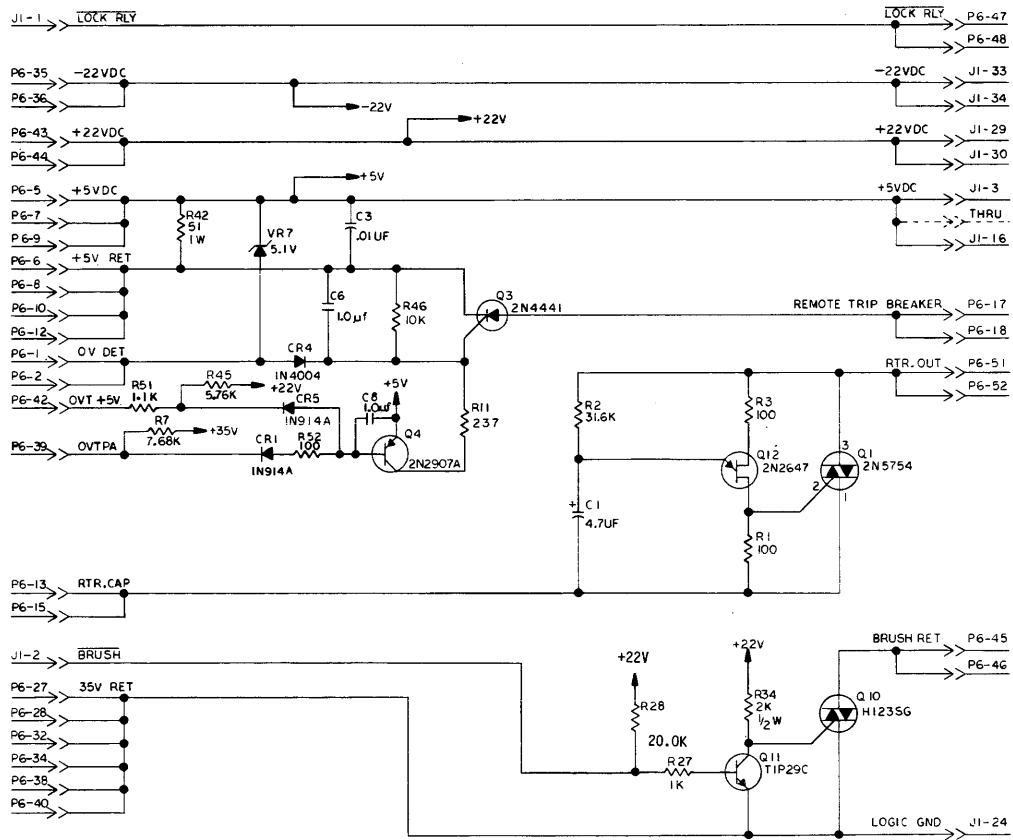 J1-1 LOCK RLY LOCK RLY P6-47
P6-48
P6-35 -22VDC -22VDC J1-33
P6-36 -22V J1-34
+22V
P6-43 +22VDC +22VDC J1-29
P6-44 J1-30
+5V
P6-5 +5VDC +5VDC J1-3
P6-7 R42 51 1W VR7 5.1V C3 .01UF THRU
P6-9 J1-16
P6-6 +5V RET
P6-8 C6 1.0µf R46 10K Q3 2N4441
P6-10 REMOTE TRIP BREAKER P6-17
P6-12 P6-18
P6-1 OV DET CR4 1N4004 RTR.OUT P6-51
P6-2 R51 1.1K R45 5.76K +22V +5V P6-52
P6-42 OVT +5V. CR5 1N914A C8 1.0uf R11 237 R2 31.6K R3 100
R7 7.68K +35V
P6-39 OVTPA CR1 1N914A R52 100 Q4 2N2907A Q12 2N2647 3 Q1 2N5754
2 1
C1 + 4.7UF
R1 100
P6-13 RTR.CAP
P6-15
J1-2 BRUSH BRUSH RET P6-45
+22V +22V P6-46
P6-27 35V RET
P6-28 R28 R34 2K 1/2 W Q10 H123SG
P6-32 20.0K
P6-34 R27 1K Q11 TIP29C
P6-38
P6-40
LOGIC GND J1-24